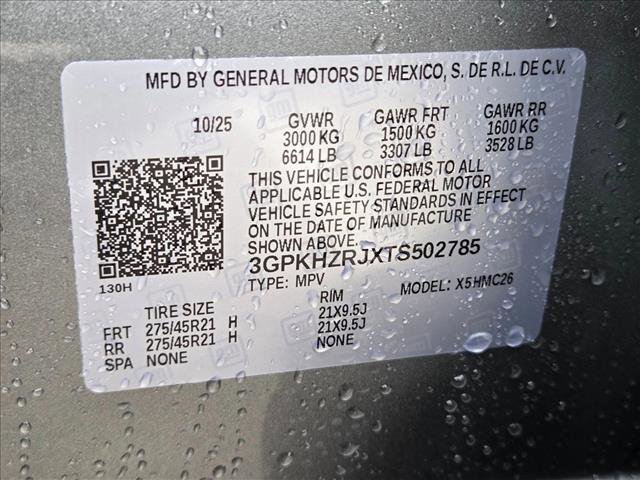 MFD BY GENERAL MOTORS DE MEXICO, S. DE R.L. DE C.V.
10/25 GVWR GAWR FRT GAWR RR
3000 KG 1500 KG 1600 KG
6614 LB 3307 LB 3528 LB
THIS VEHICLE CONFORMS TO ALL
APPLICABLE U.S. FEDERAL MOTOR
VEHICLE SAFETY STANDARDS IN EFFECT
ON THE DATE OF MANUFACTURE
3GPKHZRJXTS502785
130H TYPE: MPV MODEL: X5HMC26
TIRE SIZE RIM
FRT 275/45R21 H 21X9.5J
RR 275/45R21 H 21X9.5J
SPA NONE NONE